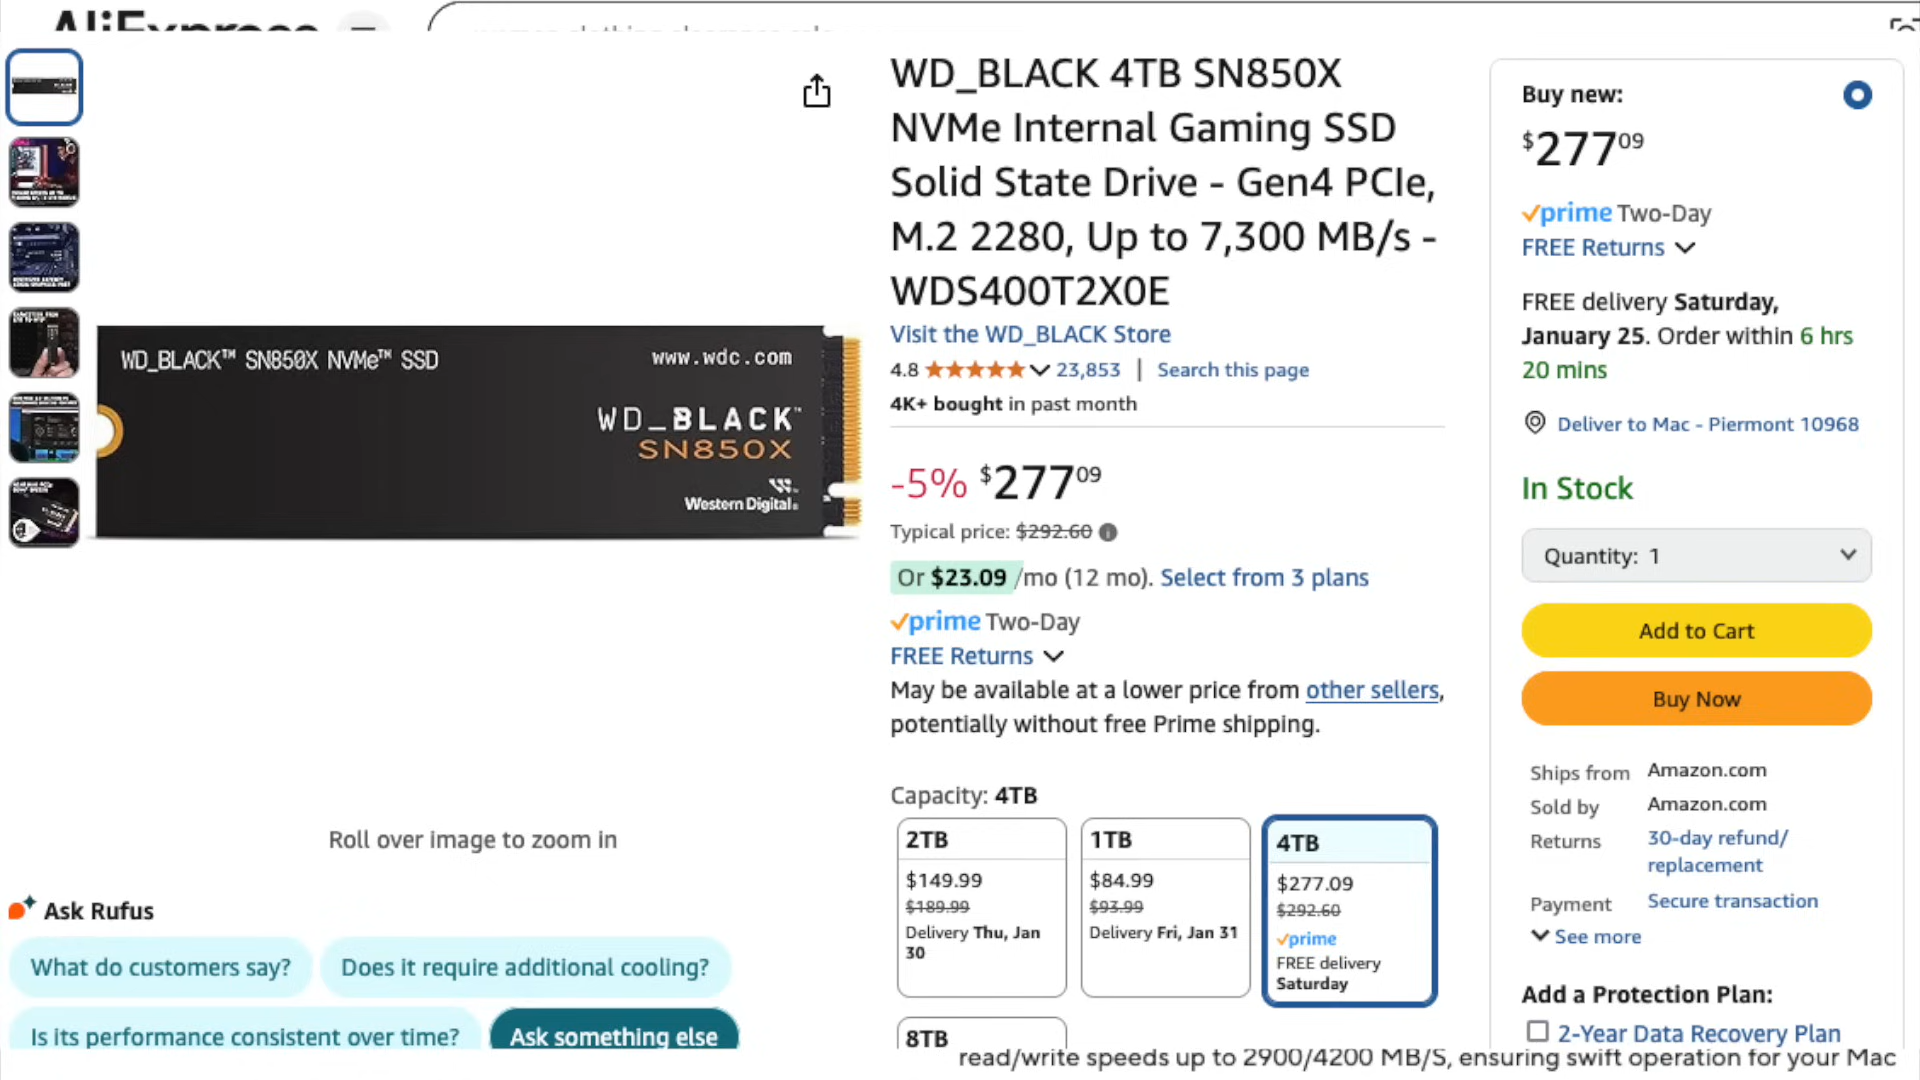 AliExpress
WD_BLACK™ SN850X NVMe™ SSD
www.wdc.com
WD_BLACK™
SN850X
Western Digital®
Roll over image to zoom in
Ask Rufus
What do customers say?
Does it require additional cooling?
Is its performance consistent over time?
Ask something else
WD_BLACK 4TB SN850X
NVMe Internal Gaming SSD
Solid State Drive - Gen4 PCIe,
M.2 2280, Up to 7,300 MB/s -
WDS400T2X0E
Visit the WD_BLACK Store
4.8 23,853 | Search this page
4K+ bought in past month
-5% $277 09
Typical price: $292.60
Or $23.09 /mo (12 mo). Select from 3 plans
prime Two-Day
FREE Returns
May be available at a lower price from other sellers,
potentially without free Prime shipping.
Capacity: 4TB
2TB
$149.99
$189.99
Delivery Thu, Jan
30
1TB
$84.99
$93.99
Delivery Fri, Jan 31
4TB
$277.09
$292.60
prime
FREE delivery
Saturday
8TB
Buy new:
$277 09
prime Two-Day
FREE Returns
FREE delivery Saturday,
January 25. Order within 6 hrs
20 mins
Deliver to Mac - Piermont 10968
In Stock
Quantity: 1
Add to Cart
Buy Now
Ships from Amazon.com
Sold by Amazon.com
Returns 30-day refund/
replacement
Payment Secure transaction
See more
Add a Protection Plan:
2-Year Data Recovery Plan
read/write speeds up to 2900/4200 MB/S, ensuring swift operation for your Mac